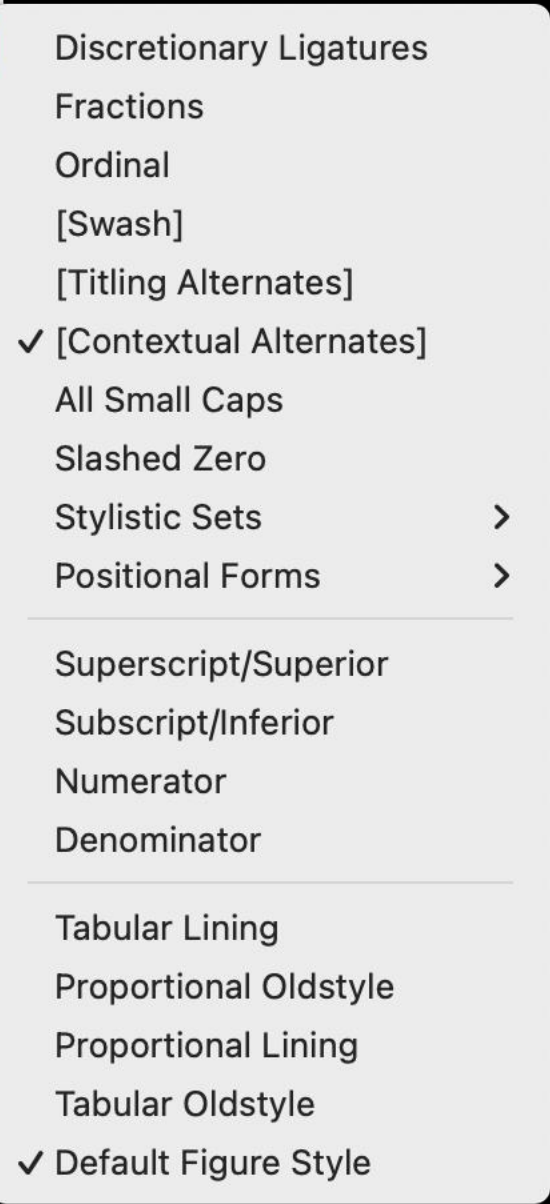 Discretionary Ligatures
Fractions
Ordinal
[Swash]
[Titling Alternates]
✓ [Contextual Alternates]
All Small Caps
Slashed Zero
Stylistic Sets >
Positional Forms >
Superscript/Superior
Subscript/Inferior
Numerator
Denominator
Tabular Lining
Proportional Oldstyle
Proportional Lining
Tabular Oldstyle
✓ Default Figure Style